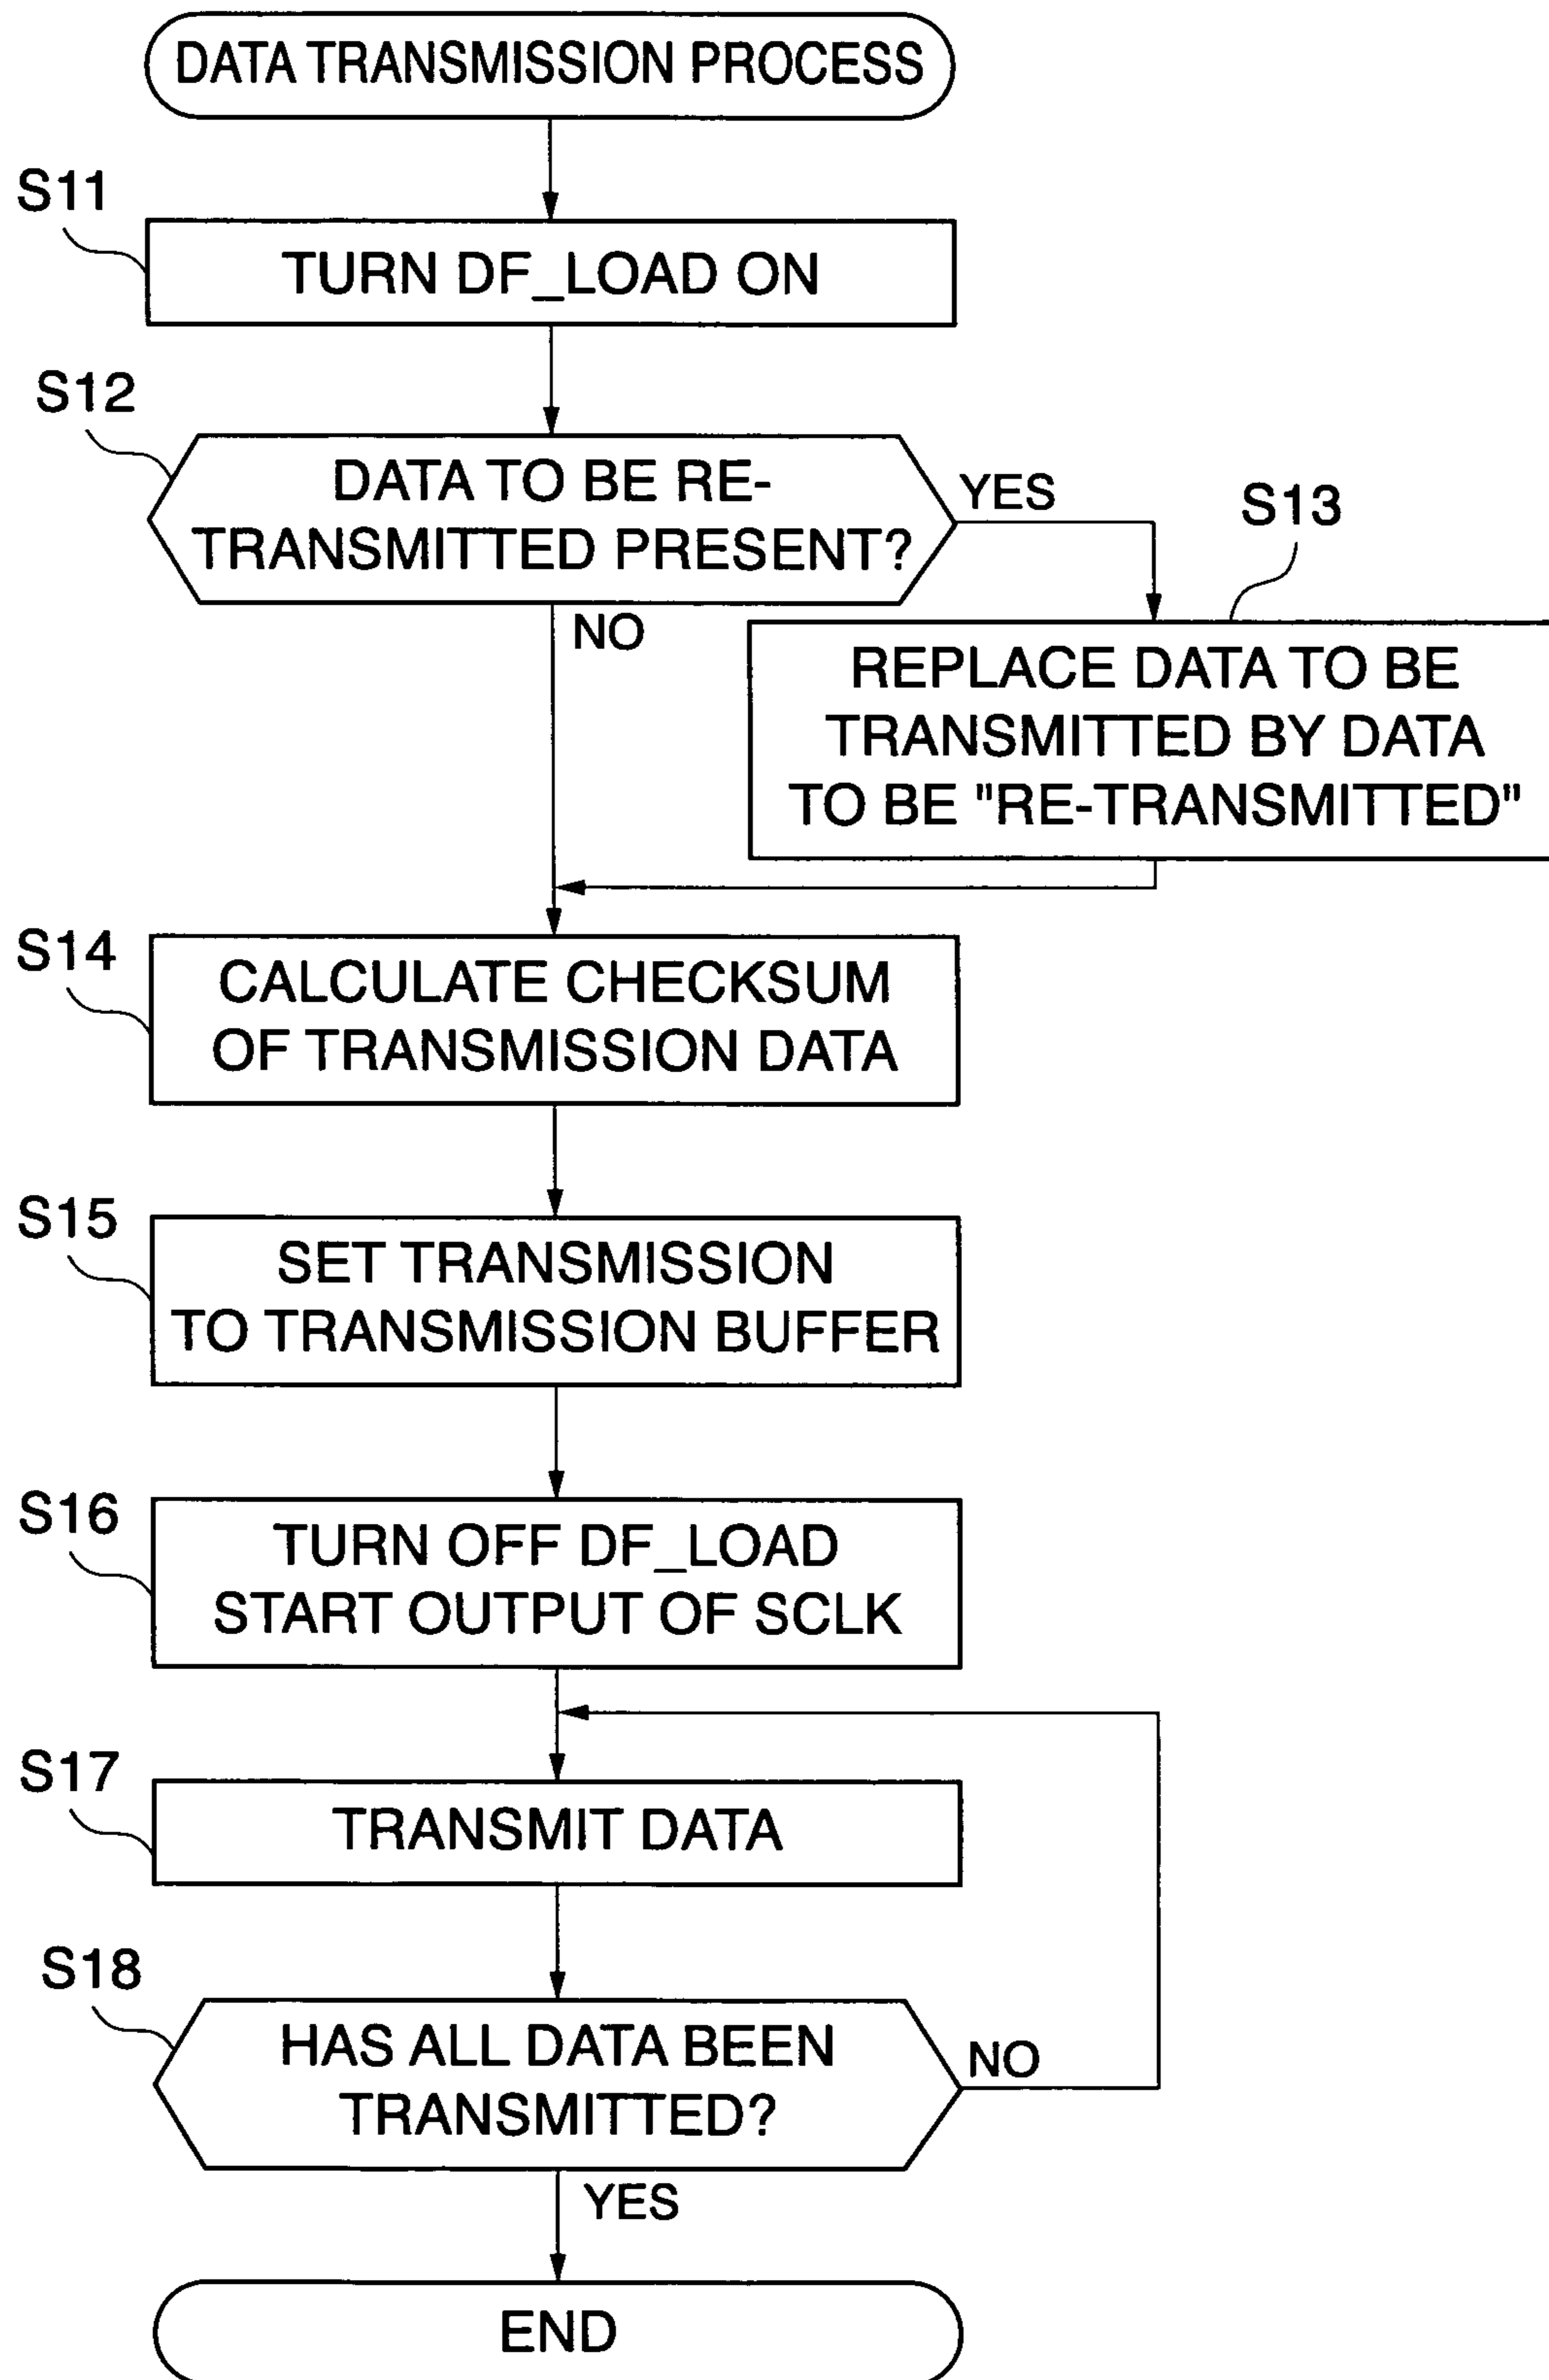 DATA TRANSMISSION PROCESS
S11
TURN DF_LOAD ON
S12
DATA TO BE RE-
TRANSMITTED PRESENT?
YES
NO
S13
REPLACE DATA TO BE
TRANSMITTED BY DATA
TO BE "RE-TRANSMITTED"
S14
CALCULATE CHECKSUM
OF TRANSMISSION DATA
S15
SET TRANSMISSION
TO TRANSMISSION BUFFER
S16
TURN OFF DF_LOAD
START OUTPUT OF SCLK
S17
TRANSMIT DATA
S18
HAS ALL DATA BEEN
TRANSMITTED?
NO
YES
END